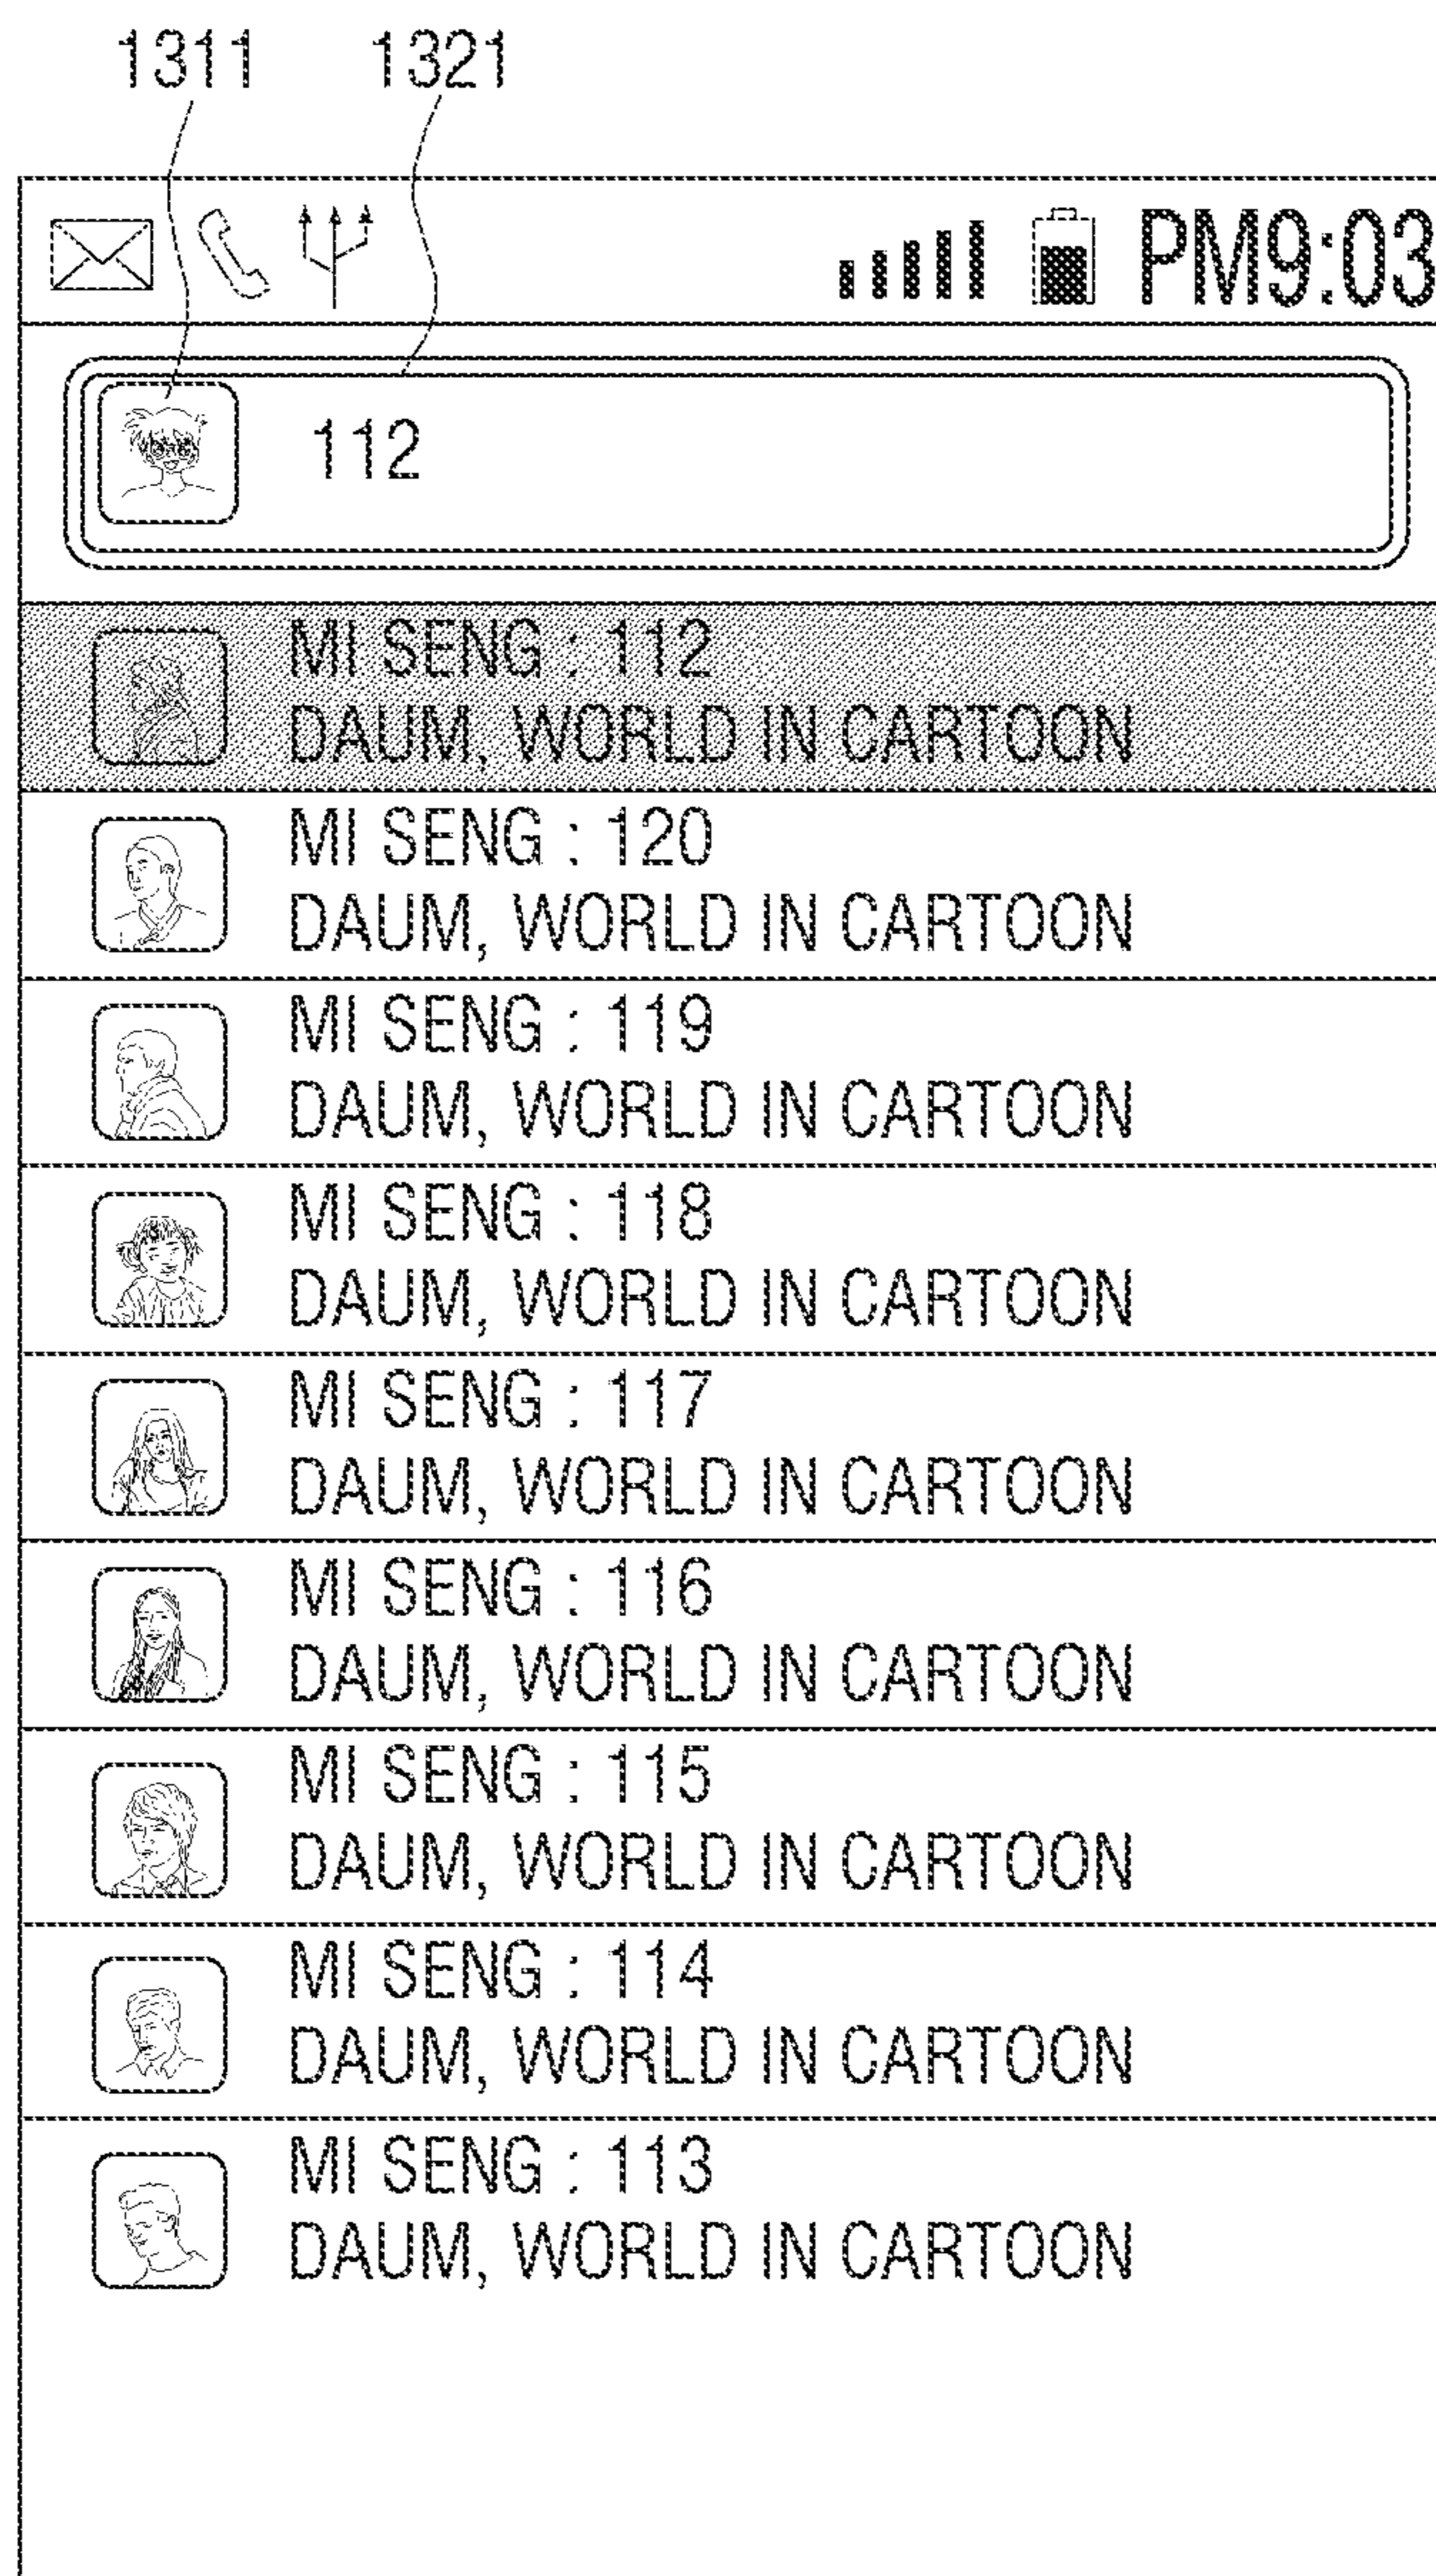 1311 1321
PM9:03
112
MI SENG : 112
DAUM, WORLD IN CARTOON
MI SENG : 120
DAUM, WORLD IN CARTOON
MI SENG : 119
DAUM, WORLD IN CARTOON
MI SENG : 118
DAUM, WORLD IN CARTOON
MI SENG : 117
DAUM, WORLD IN CARTOON
MI SENG : 116
DAUM, WORLD IN CARTOON
MI SENG : 115
DAUM, WORLD IN CARTOON
MI SENG : 114
DAUM, WORLD IN CARTOON
MI SENG : 113
DAUM, WORLD IN CARTOON